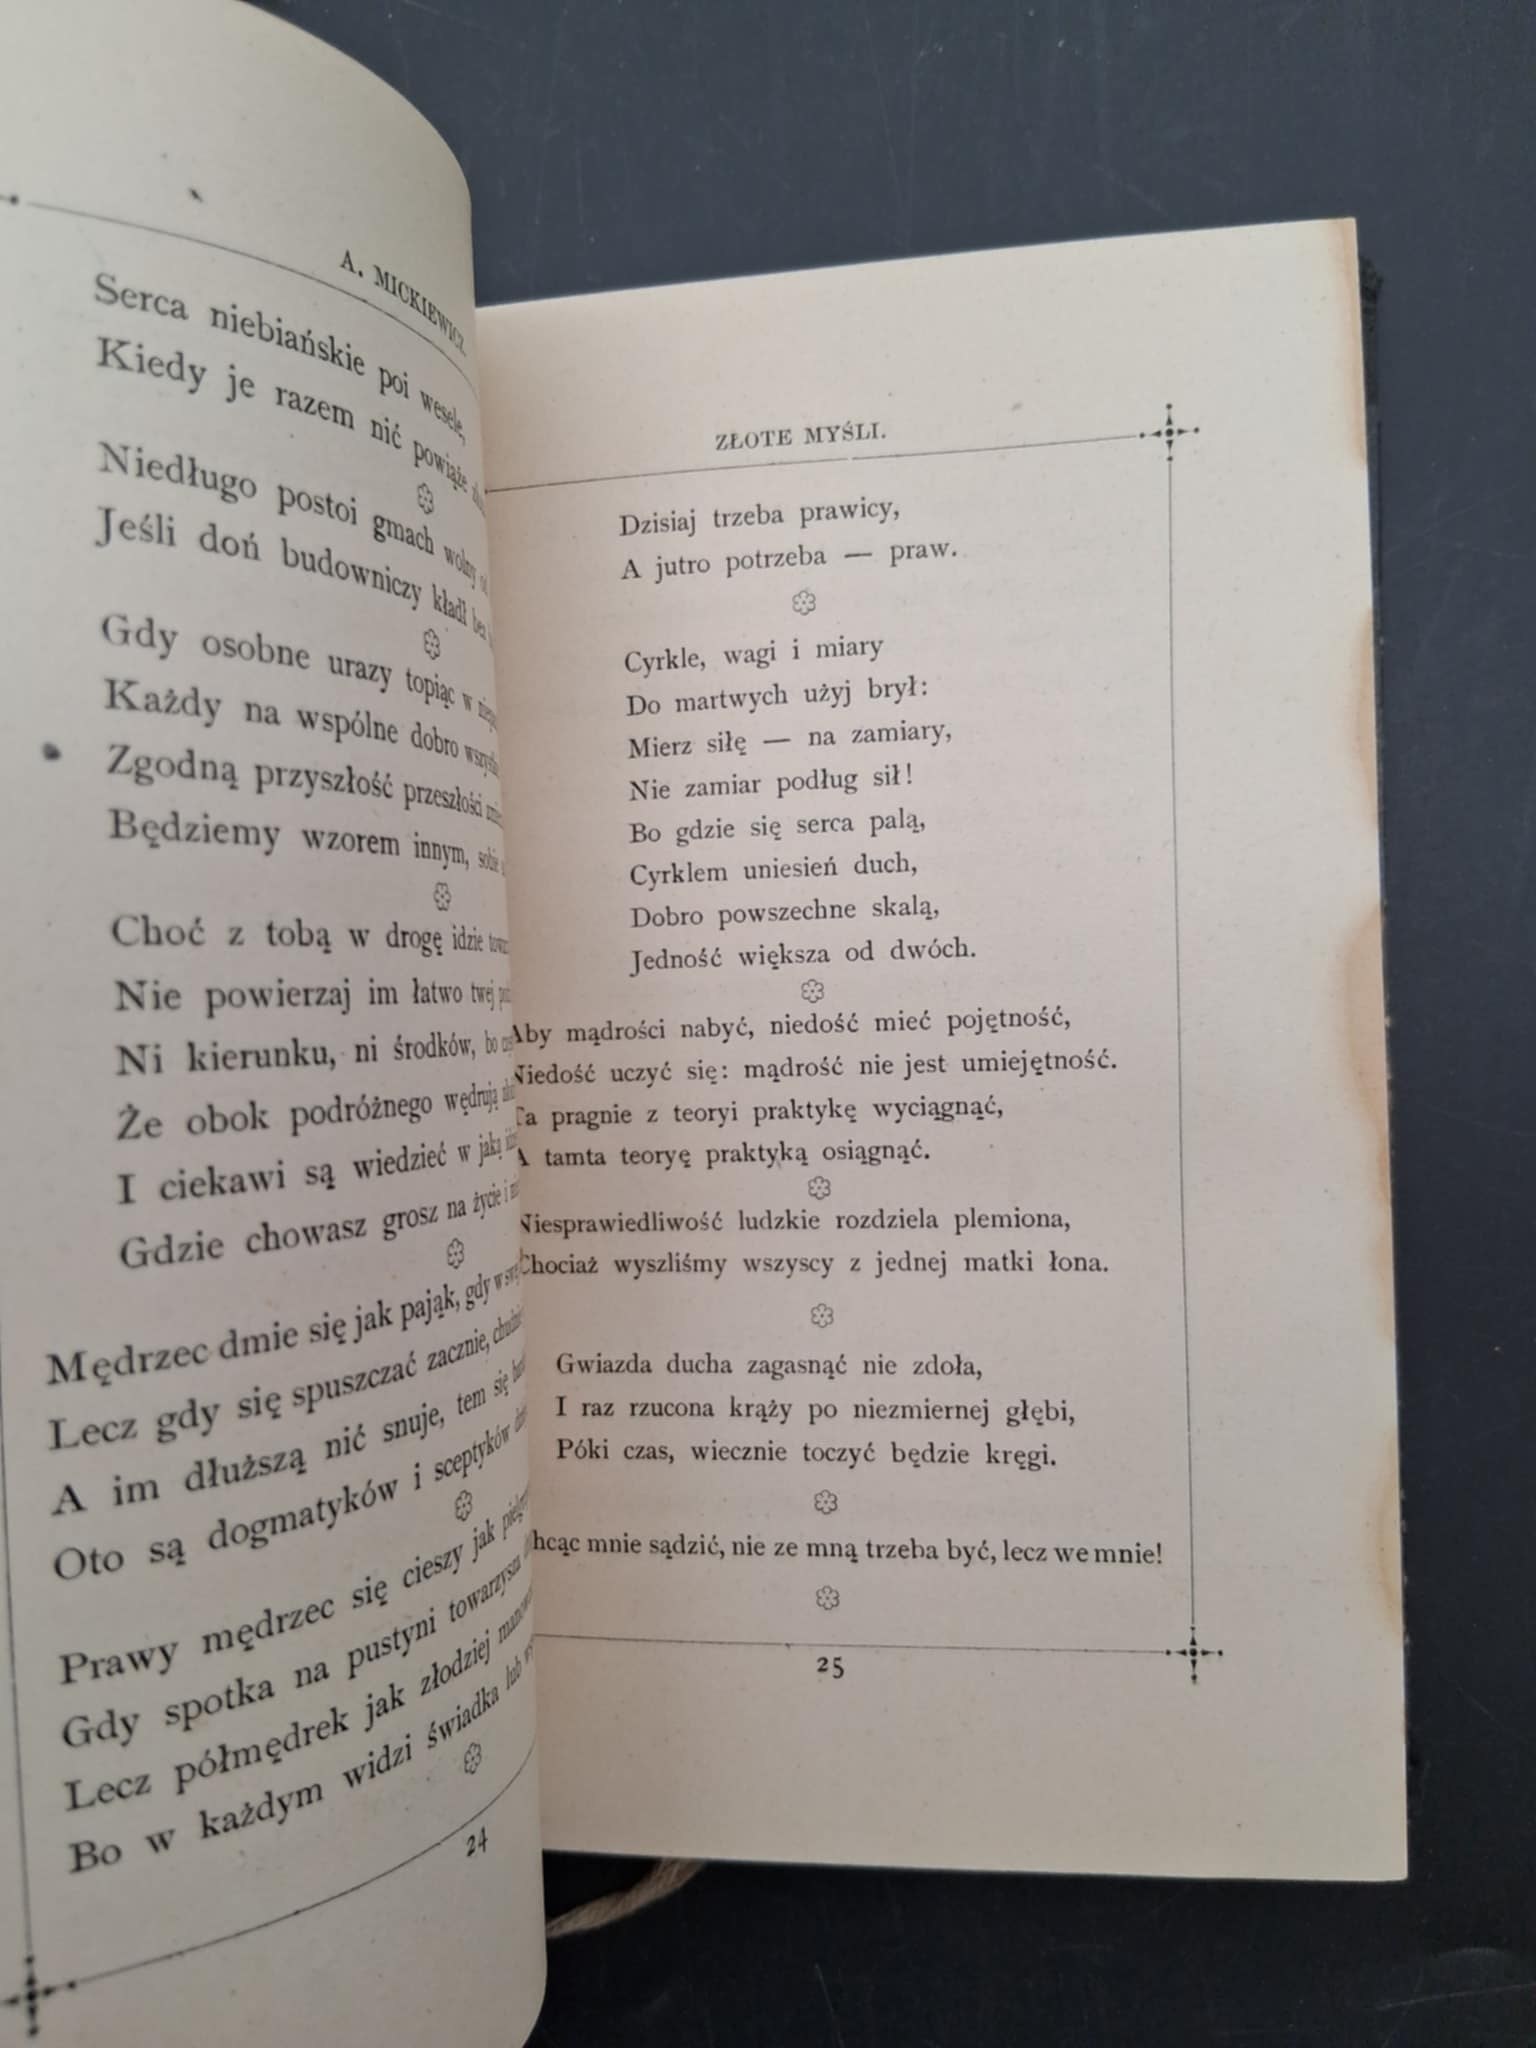 A. MICKIEWICZ.
Serca niebiańskie poi wesele,
Kiedy je razem nić powiąże
Niedługo postoi gmach wolny od
Jeśli doń budowniczy kładł bez
Gdy osobne urazy topiąc w
Każdy na wspólne dobro
Zgodną przyszłość przeszłości
Będziemy wzorem innym, sobie
Choć z tobą w drogę idzie
Nie powierzaj im łatwo twej
Ni kierunku, ni środków, bo
Że obok podróżnego wędrują
I ciekawi są wiedzieć w jaką
Gdzie chowasz grosz na życie i
Mędrzec dmie się jak pająk, gdy w
Lecz gdy się spuszczać zacznie,
A im dłuższą nić snuje, tem się
Oto są dogmatyków i sceptyków
Prawy mędrzec się cieszy jak
Gdy spotka na pustyni towarzysza
Lecz półmędrek jak złodziej
Bo w każdym widzi świadka lub
24
ZŁOTE MYŚLI.
Dzisiaj trzeba prawicy,
A jutro potrzeba — praw.
Cyrkle, wagi i miary
Do martwych użyj brył:
Mierz siłę — na zamiary,
Nie zamiar podług sił!
Bo gdzie się serca palą,
Cyrklem uniesień duch,
Dobro powszechne skalą,
Jedność większa od dwóch.
Aby mądrości nabyć, niedość mieć pojętność,
Niedość uczyć się: mądrość nie jest umiejętność.
Ta pragnie z teoryi praktykę wyciągnąć,
A tamta teoryę praktyką osiągnąć.
Niesprawiedliwość ludzkie rozdziela plemiona,
Chociaż wyszliśmy wszyscy z jednej matki łona.
Gwiazda ducha zagasnąć nie zdoła,
I raz rzucona krąży po niezmiernej głębi,
Póki czas, wiecznie toczyć będzie kręgi.
hcąc mnie sądzić, nie ze mną trzeba być, lecz we mnie!
25